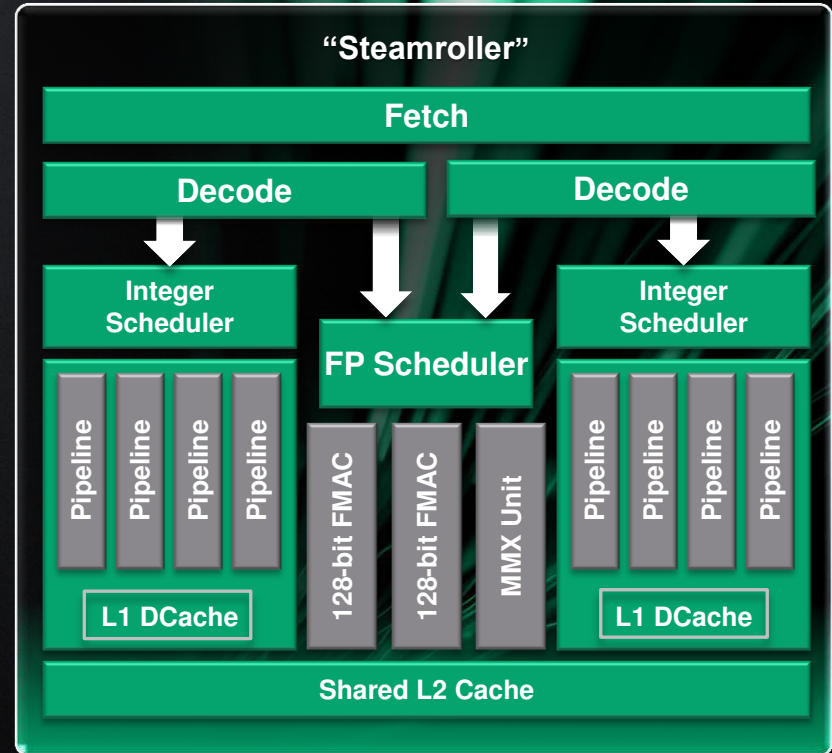 “Steamroller”
Fetch
Decode
Decode
Integer
Scheduler
FP Scheduler
Integer
Scheduler
Pipeline
Pipeline
Pipeline
Pipeline
L1 DCache
128-bit FMAC
128-bit FMAC
MMX Unit
Pipeline
Pipeline
Pipeline
Pipeline
L1 DCache
Shared L2 Cache